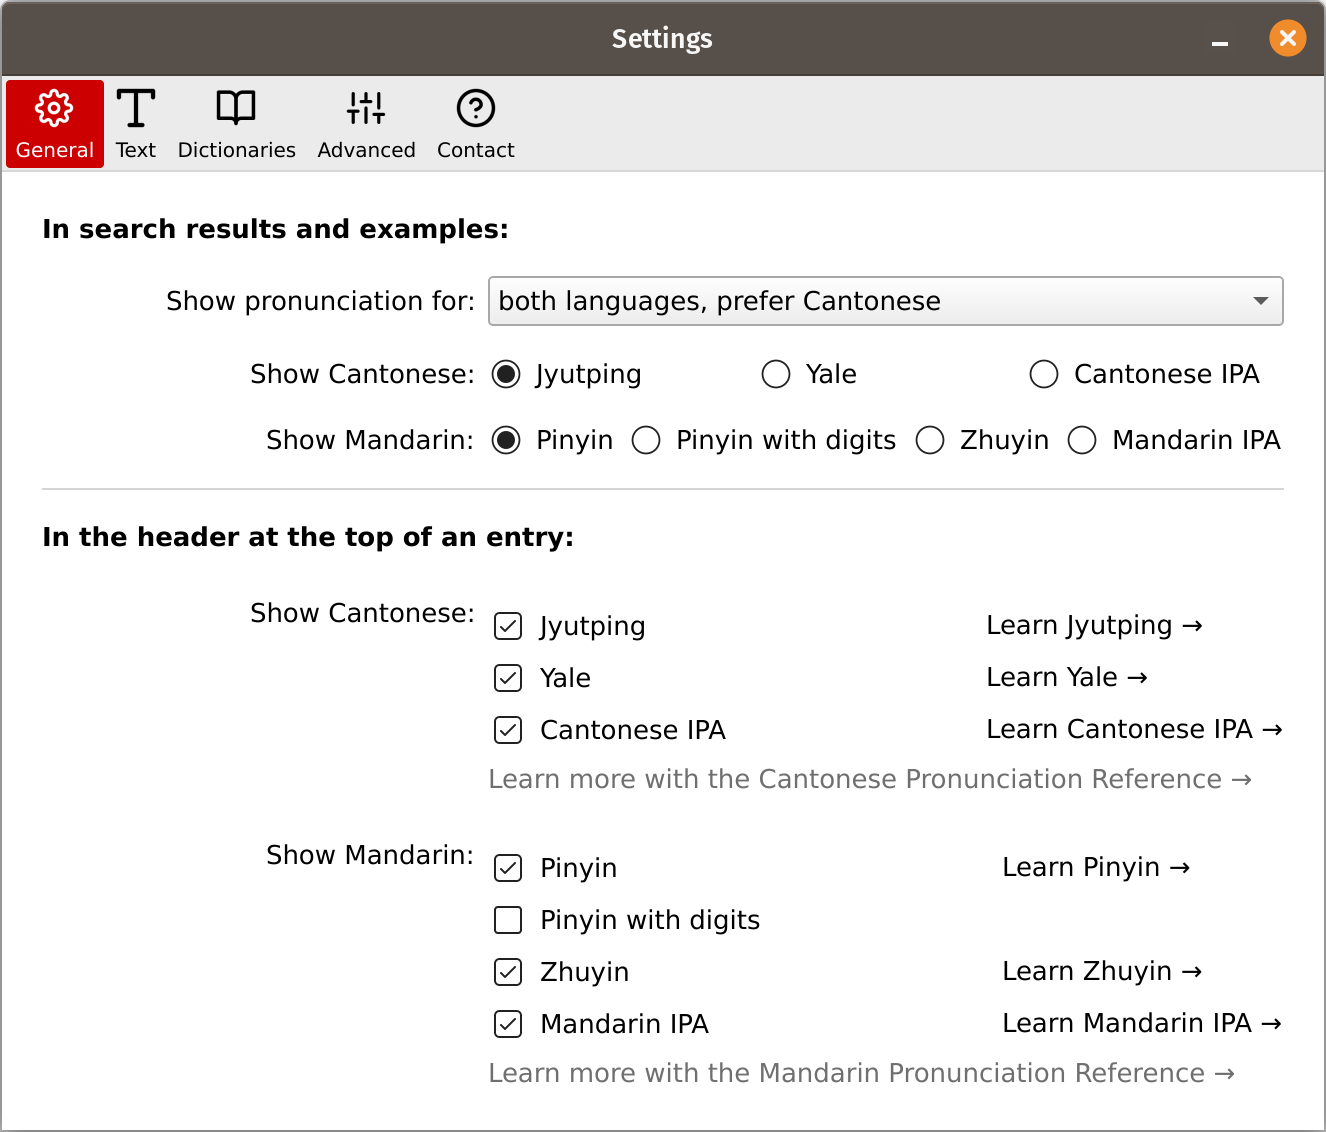 Settings
General Text Dictionaries Advanced Contact
In search results and examples:
Show pronunciation for: both languages, prefer Cantonese
Show Cantonese: Jyutping Yale Cantonese IPA
Show Mandarin: Pinyin Pinyin with digits Zhuyin Mandarin IPA
In the header at the top of an entry:
Show Cantonese: Jyutping Learn Jyutping →
Yale Learn Yale →
Cantonese IPA Learn Cantonese IPA →
Learn more with the Cantonese Pronunciation Reference →
Show Mandarin: Pinyin Learn Pinyin →
Pinyin with digits
Zhuyin Learn Zhuyin →
Mandarin IPA Learn Mandarin IPA →
Learn more with the Mandarin Pronunciation Reference →